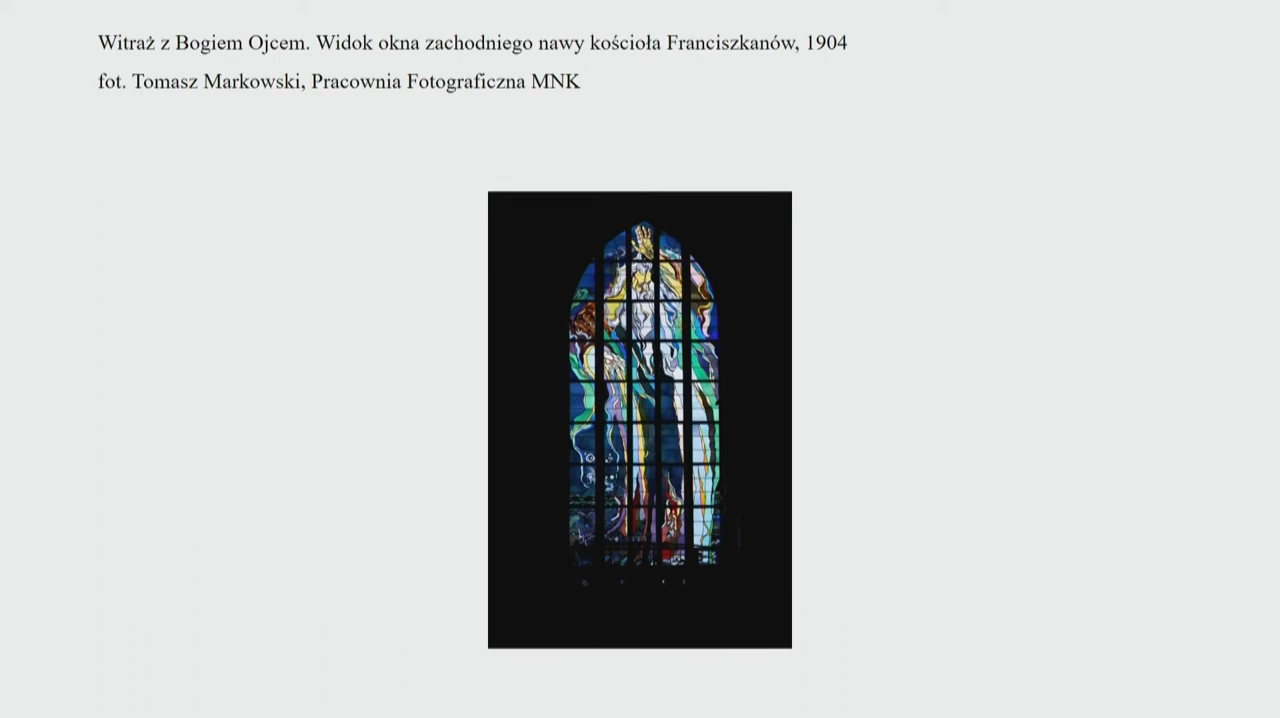 Witraż z Bogiem Ojcem. Widok okna zachodniego nawy kościoła Franciszkanów, 1904
fot. Tomasz Markowski, Pracownia Fotograficzna MNK